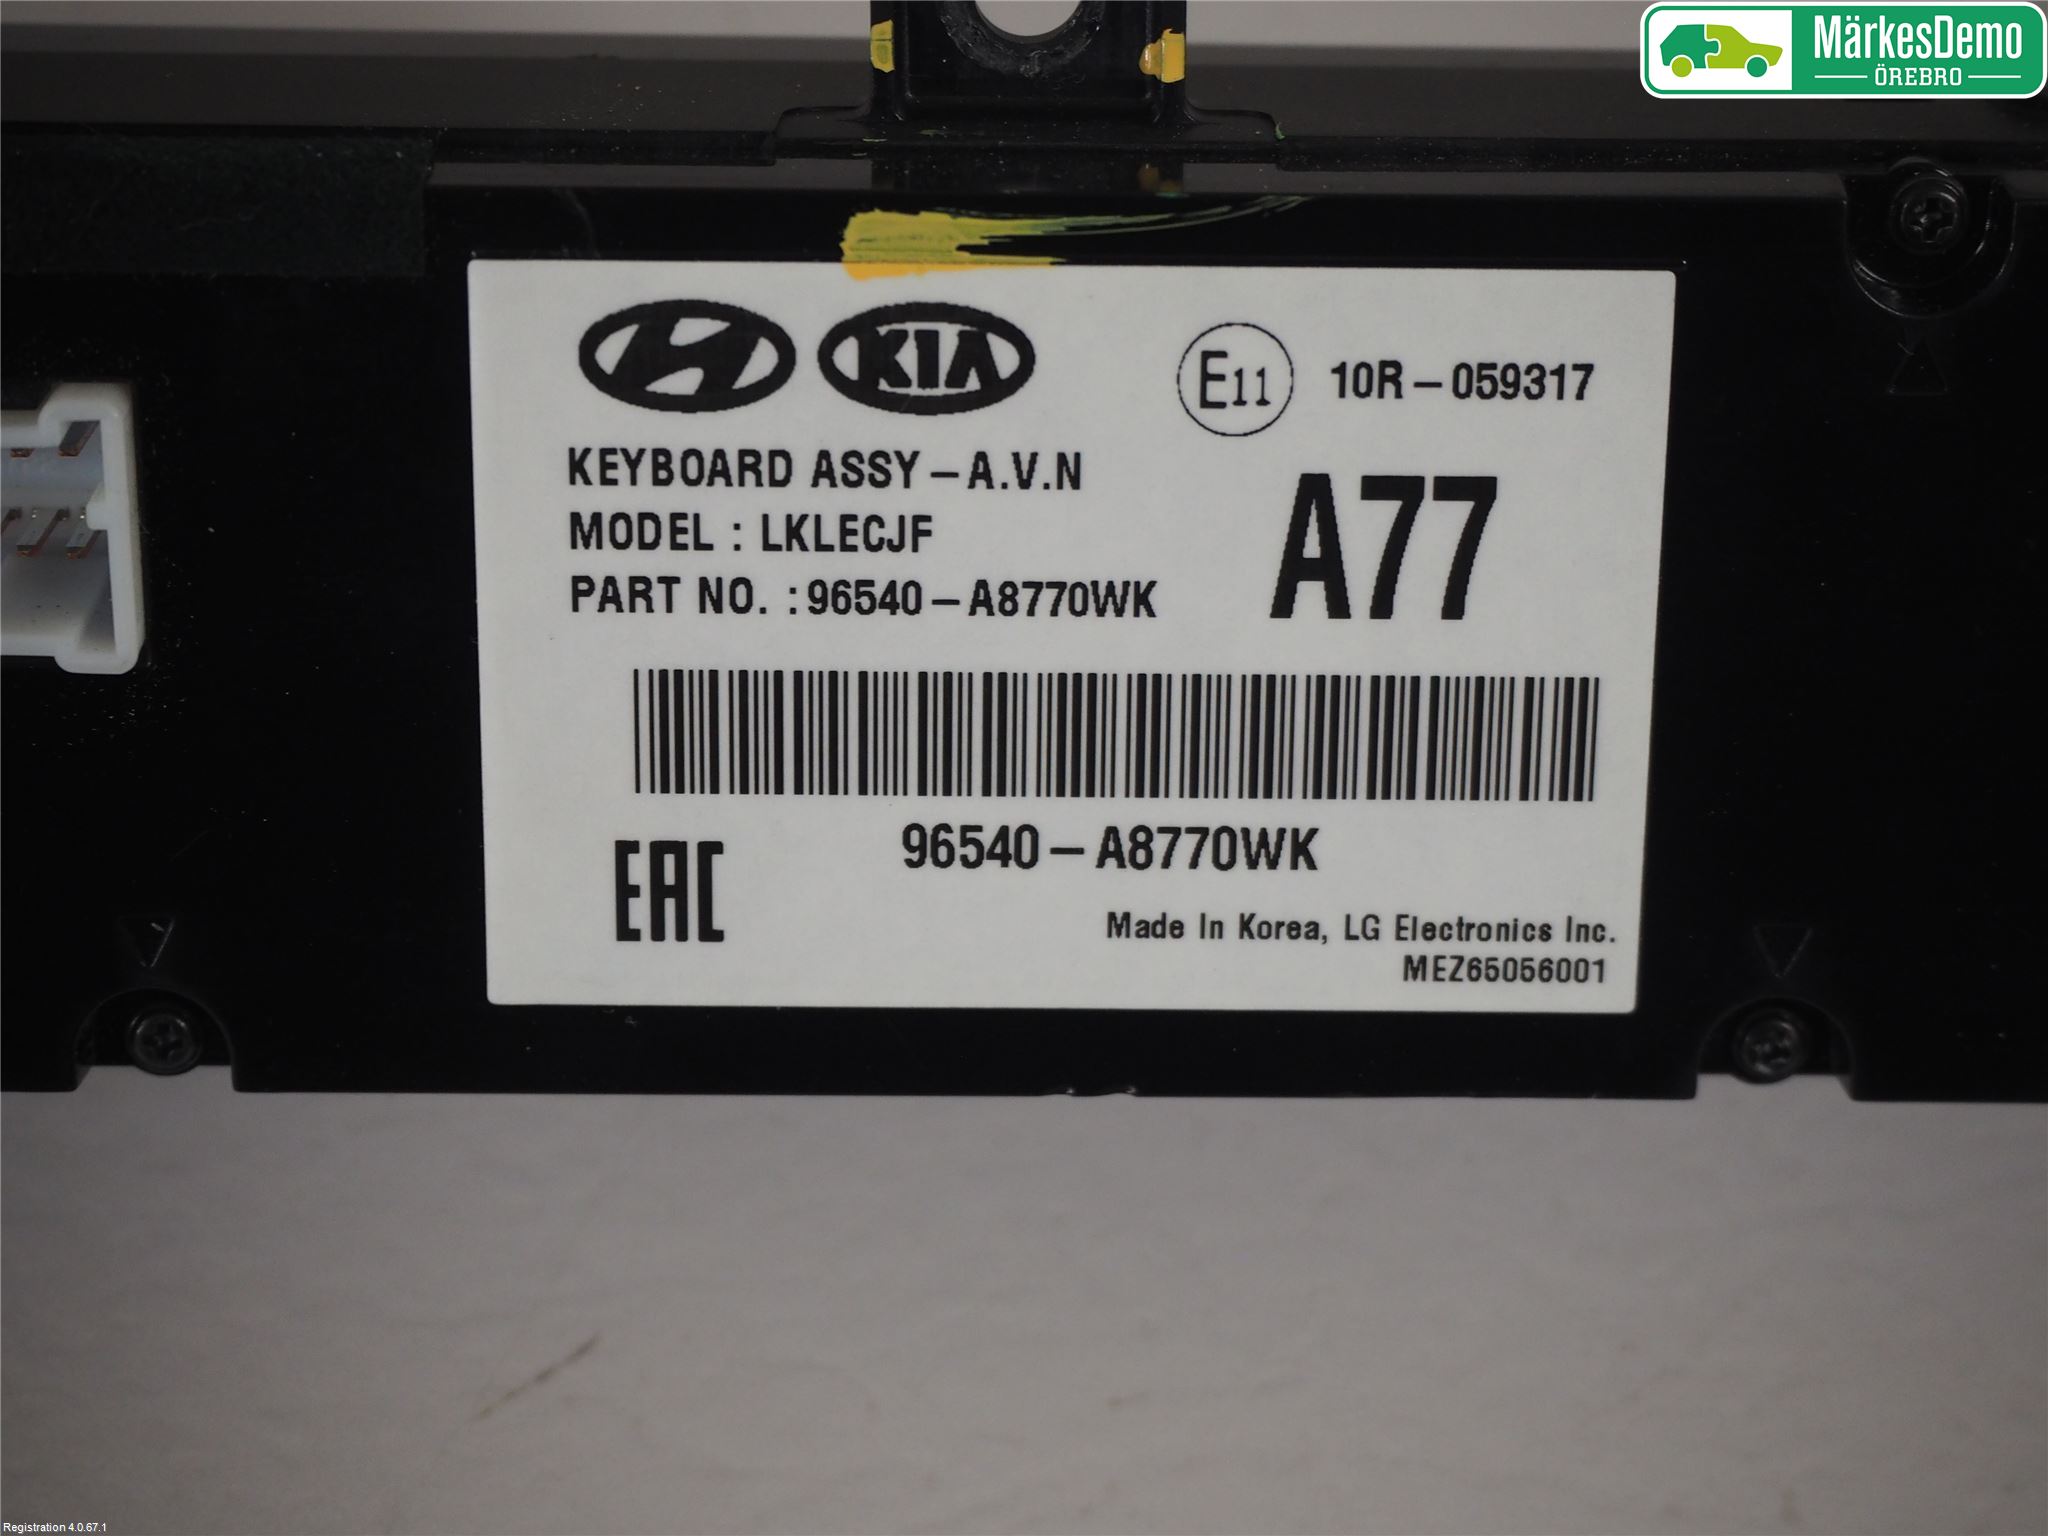 MärkesDemo
ÖREBRO
KIA
E11 10R-059317
KEYBOARD ASSY-A.V.N
MODEL : LKLECJF
PART NO. : 96540-A8770WK
A77
96540-A8770WK
EAC
Made In Korea, LG Electronics Inc.
MEZ65056001
Registration 4.0.67.1